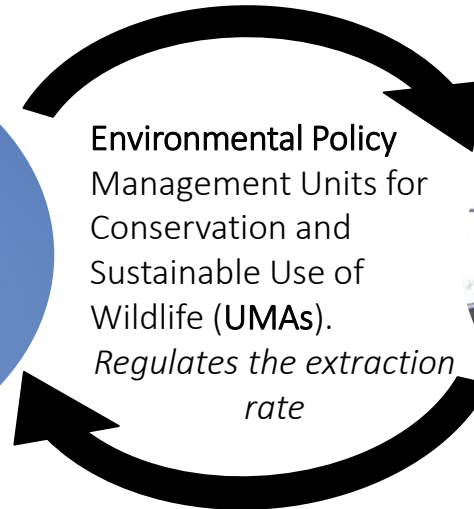 Environmental Policy
Management Units for
Conservation and
Sustainable Use of
Wildlife (UMAs).
Regulates the extraction
rate